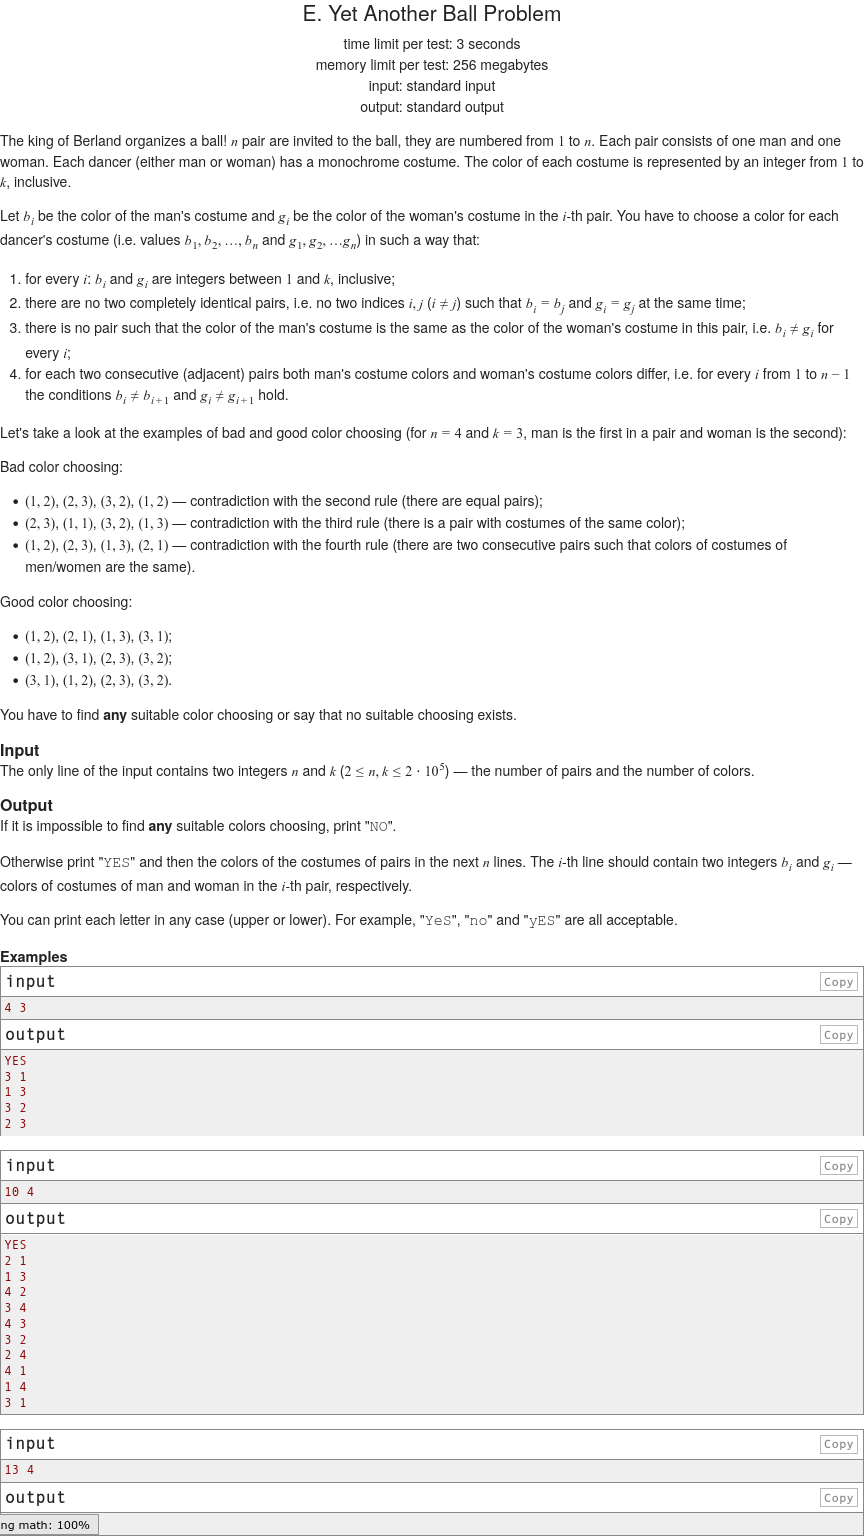 E. Yet Another Ball Problem
time limit per test: 3 seconds
memory limit per test: 256 megabytes
input: standard input
output: standard output
The king of Berland organizes a ball! n pair are invited to the ball, they are numbered from 1 to n. Each pair consists of one man and one
woman. Each dancer (either man or woman) has a monochrome costume. The color of each costume is represented by an integer from 1 to
k, inclusive.
Let b_i be the color of the man's costume and g_i be the color of the woman's costume in the i-th pair. You have to choose a color for each
dancer's costume (i.e. values b_1, b_2, …, b_n and g_1, g_2, …g_n) in such a way that:
1. for every i: b_i and g_i are integers between 1 and k, inclusive;
2. there are no two completely identical pairs, i.e. no two indices i, j (i ≠ j) such that b_i = b_j and g_i = g_j at the same time;
3. there is no pair such that the color of the man's costume is the same as the color of the woman's costume in this pair, i.e. b_i ≠ g_i for
every i;
4. for each two consecutive (adjacent) pairs both man's costume colors and woman's costume colors differ, i.e. for every i from 1 to n − 1
the conditions b_i ≠ b_{i+1} and g_i ≠ g_{i+1} hold.
Let's take a look at the examples of bad and good color choosing (for n = 4 and k = 3, man is the first in a pair and woman is the second):
Bad color choosing:
• (1, 2), (2, 3), (3, 2), (1, 2) — contradiction with the second rule (there are equal pairs);
• (2, 3), (1, 1), (3, 2), (1, 3) — contradiction with the third rule (there is a pair with costumes of the same color);
• (1, 2), (2, 3), (1, 3), (2, 1) — contradiction with the fourth rule (there are two consecutive pairs such that colors of costumes of
men/women are the same).
Good color choosing:
• (1, 2), (2, 1), (1, 3), (3, 1);
• (1, 2), (3, 1), (2, 3), (3, 2);
• (3, 1), (1, 2), (2, 3), (3, 2).
You have to find any suitable color choosing or say that no suitable choosing exists.
Input
The only line of the input contains two integers n and k (2 ≤ n, k ≤ 2 · 10^5) — the number of pairs and the number of colors.
Output
If it is impossible to find any suitable colors choosing, print "NO".
Otherwise print "YES" and then the colors of the costumes of pairs in the next n lines. The i-th line should contain two integers b_i and g_i —
colors of costumes of man and woman in the i-th pair, respectively.
You can print each letter in any case (upper or lower). For example, "YeS", "no" and "yES" are all acceptable.
Examples
input Copy
4 3
output Copy
YES
3 1
1 3
3 2
2 3
input Copy
10 4
output Copy
YES
2 1
1 3
4 2
3 4
4 3
3 2
2 4
4 1
1 4
3 1
input Copy
13 4
output Copy
ng math: 100%